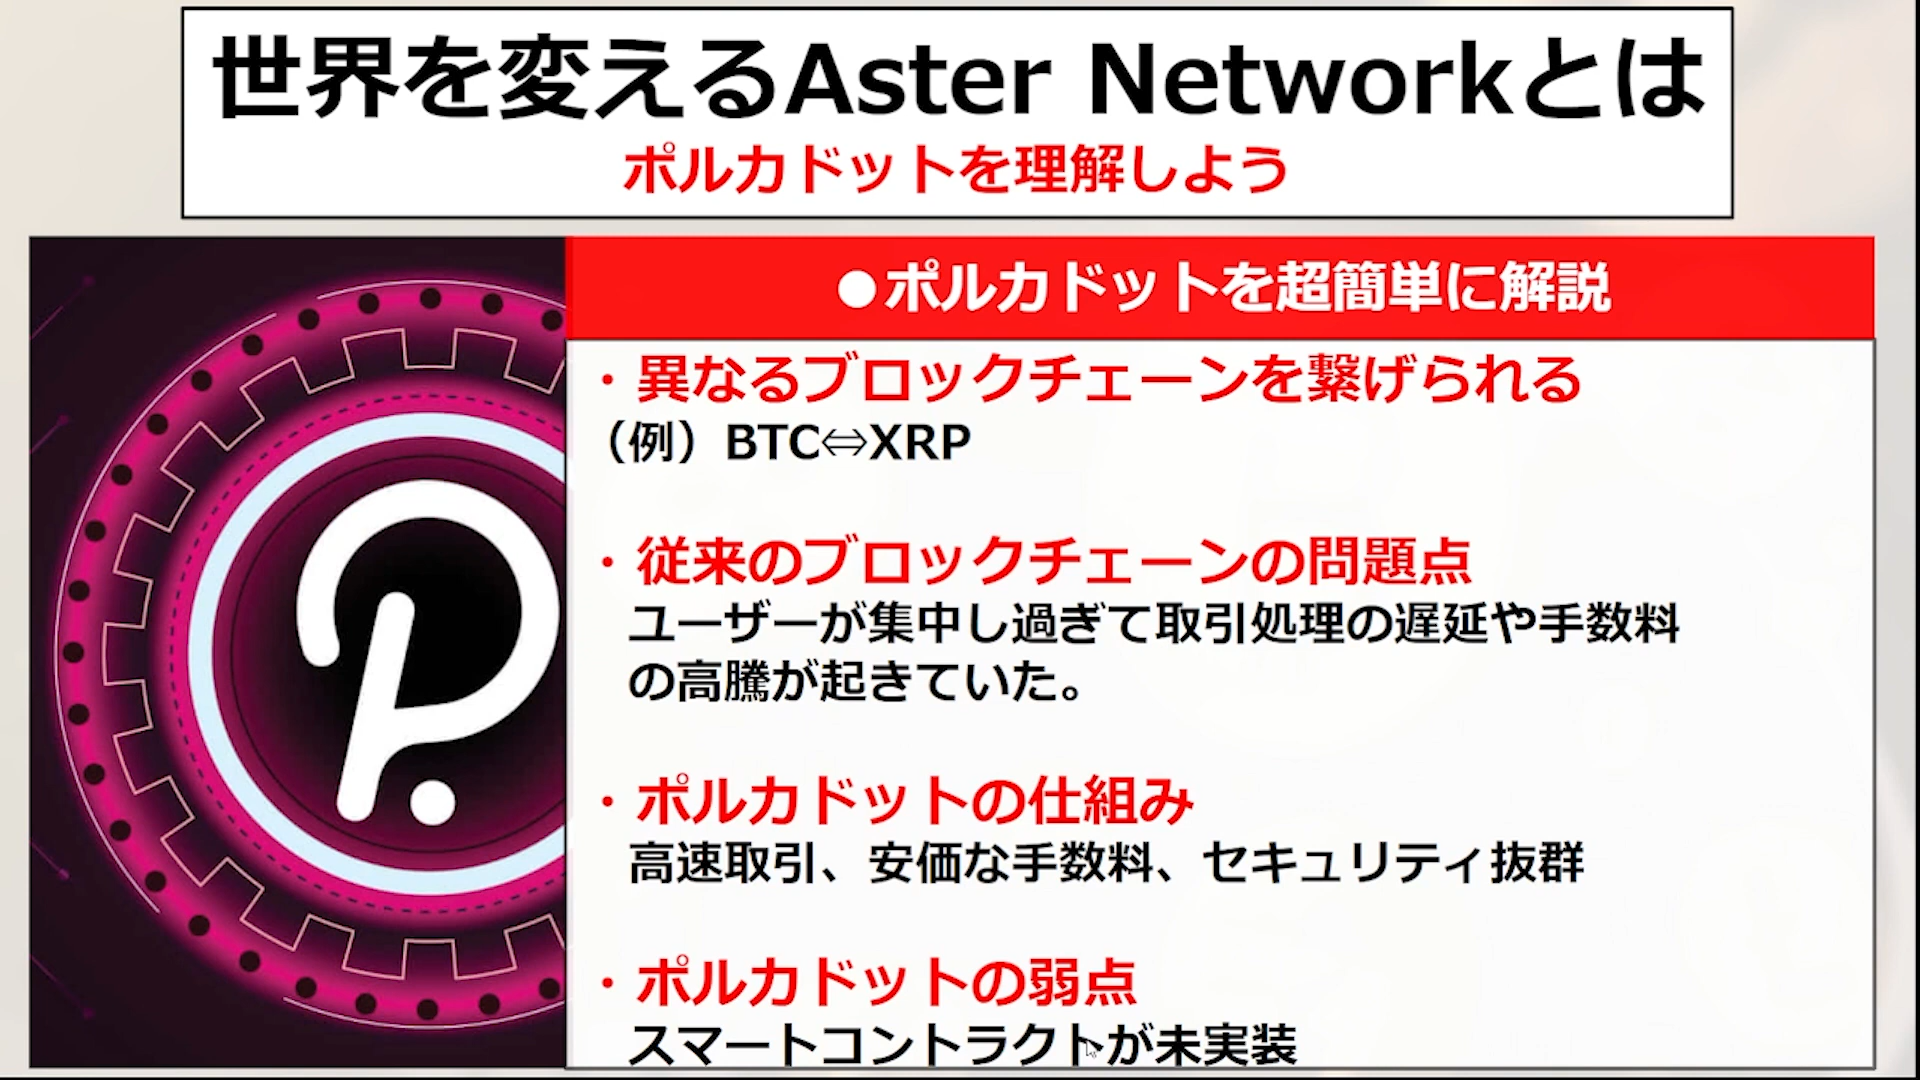 世界を変えるAster Networkとは
ポルカドットを理解しよう
●ポルカドットを超簡単に解説
・異なるブロックチェーンを繋げられる
（例）BTC⇔XRP
・従来のブロックチェーンの問題点
ユーザーが集中し過ぎて取引処理の遅延や手数料
の高騰が起きていた。
・ポルカドットの仕組み
高速取引、安価な手数料、セキュリティ抜群
・ポルカドットの弱点
スマートコントラクトが未実装